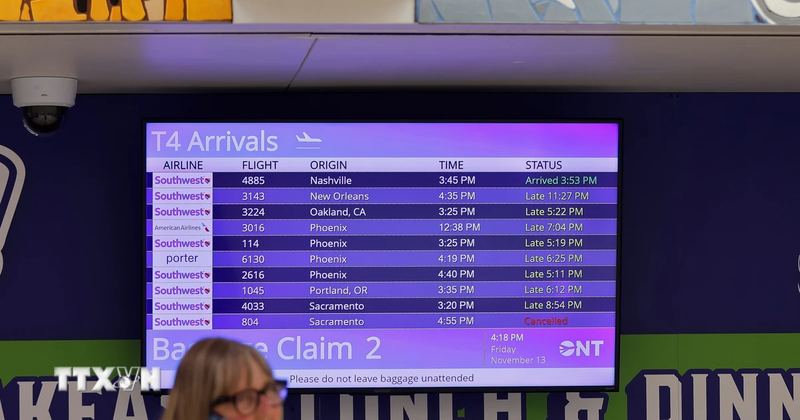 T4 Arrivals
AIRLINE FLIGHT ORIGIN TIME STATUS
Southwest 4885 Nashville 3:45 PM Arrived 3:53 PM
Southwest 3143 New Orleans 4:35 PM Late 11:27 PM
Southwest 3224 Oakland, CA 3:25 PM Late 5:22 PM
American Airlines 3016 Phoenix 12:38 PM Late 7:04 PM
Southwest 114 Phoenix 3:25 PM Late 5:19 PM
porter 6130 Phoenix 4:19 PM Late 6:25 PM
Southwest 2616 Phoenix 4:40 PM Late 5:11 PM
Southwest 1045 Portland, OR 3:35 PM Late 6:12 PM
Southwest 4033 Sacramento 3:20 PM Late 8:54 PM
Southwest 804 Sacramento 4:55 PM Cancelled
Claim 2
4:18 PM
Friday
November 13
ONT
Please do not leave baggage unattended
TTXVN
& DINN